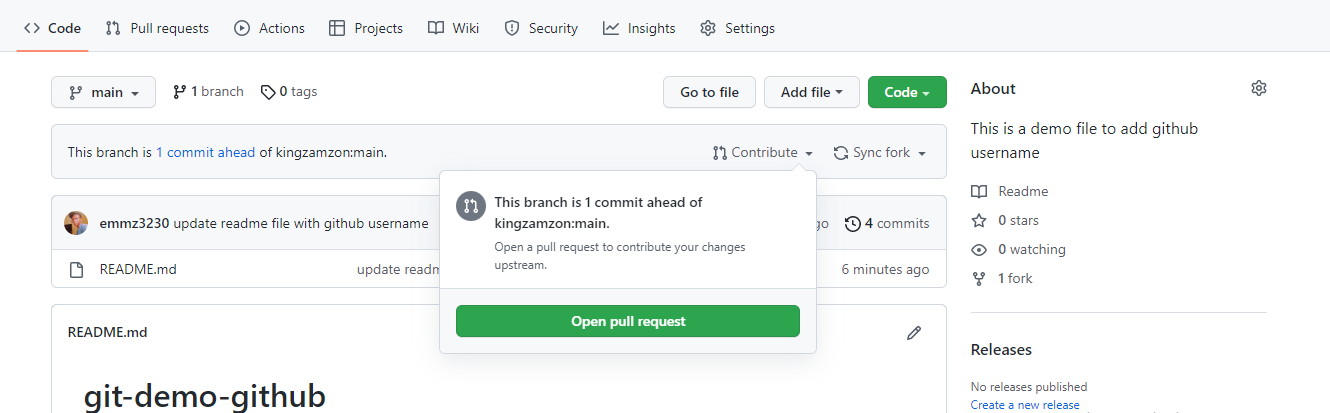 Code Pull requests Actions Projects Wiki Security Insights Settings
main 1 branch 0 tags Go to file Add file Code
This branch is 1 commit ahead of kingzamzon:main. Contribute Sync fork
This branch is 1 commit ahead of
kingzamzon:main.
Open a pull request to contribute your changes
upstream.
Open pull request
emmz3230 update readme file with github username go 4 commits
README.md update readm 6 minutes ago
README.md
git-demo-github
About
This is a demo file to add github
username
Readme
0 stars
0 watching
1 fork
Releases
No releases published
Create a new release